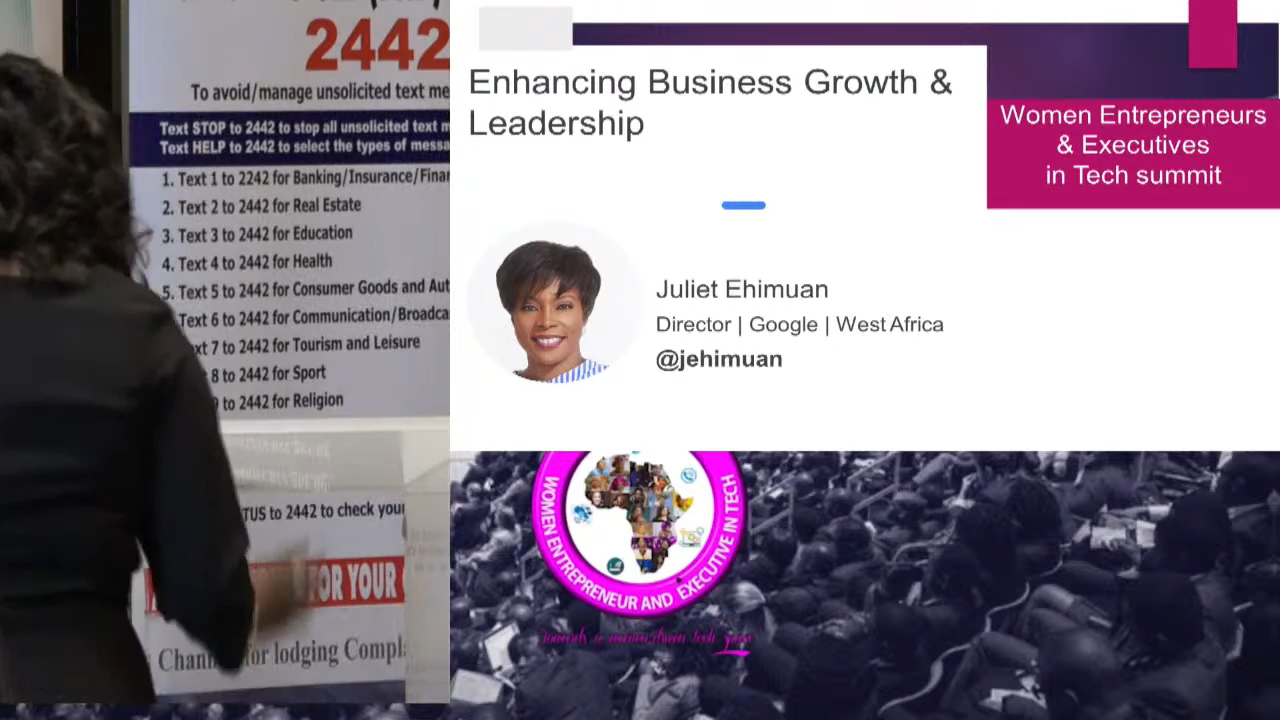 2442
To avoid/manage unsolicited text me
Text STOP to 2442 to stop all unsolicited text m
Text HELP to 2442 to select the types of messa
1. Text 1 to 2242 for Banking/Insurance/Finan
2. Text 2 to 2442 for Real Estate
3. Text 3 to 2442 for Education
4. Text 4 to 2442 for Health
5. Text 5 to 2442 for Consumer Goods and Aut
Text 6 to 2442 for Communication/Broadca
xt 7 to 2442 for Tourism and Leisure
8 to 2442 for Sport
to 2442 for Religion
TUS to 2442 to check your
FOR YOUR
Chan for lodging Compl
Enhancing Business Growth &
Leadership
Women Entrepreneurs
& Executives
in Tech summit
Juliet Ehimuan
Director | Google | West Africa
@jehimuan
WOMEN ENTREPRENEUR AND EXECUTIVE IN TECH